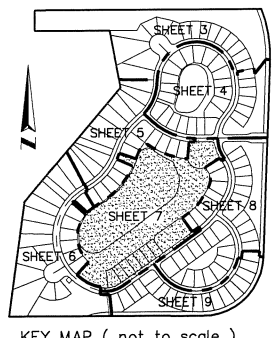 SHEET 3
SHEET 4
SHEET 5
N
SHEET 7
SHEET 8
SHEET 6
SHEET 9
KEY MAP ( not to scale )